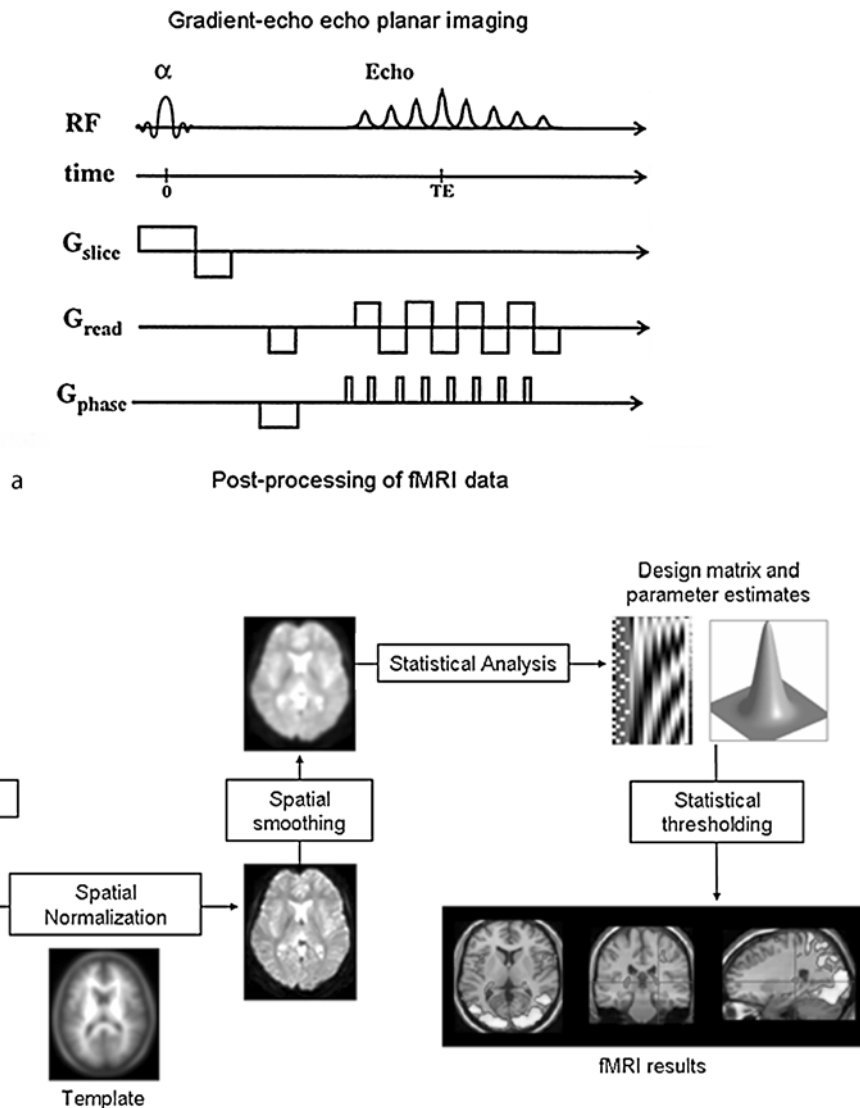 Gradient-echo echo planar imaging
α
Echo
RF
time
0
TE
Gslice
Gread
Gphase
a
Post-processing of fMRI data
Design matrix and
parameter estimates
Statistical Analysis
Spatial
smoothing
Statistical
thresholding
Spatial
Normalization
Template
fMRI results